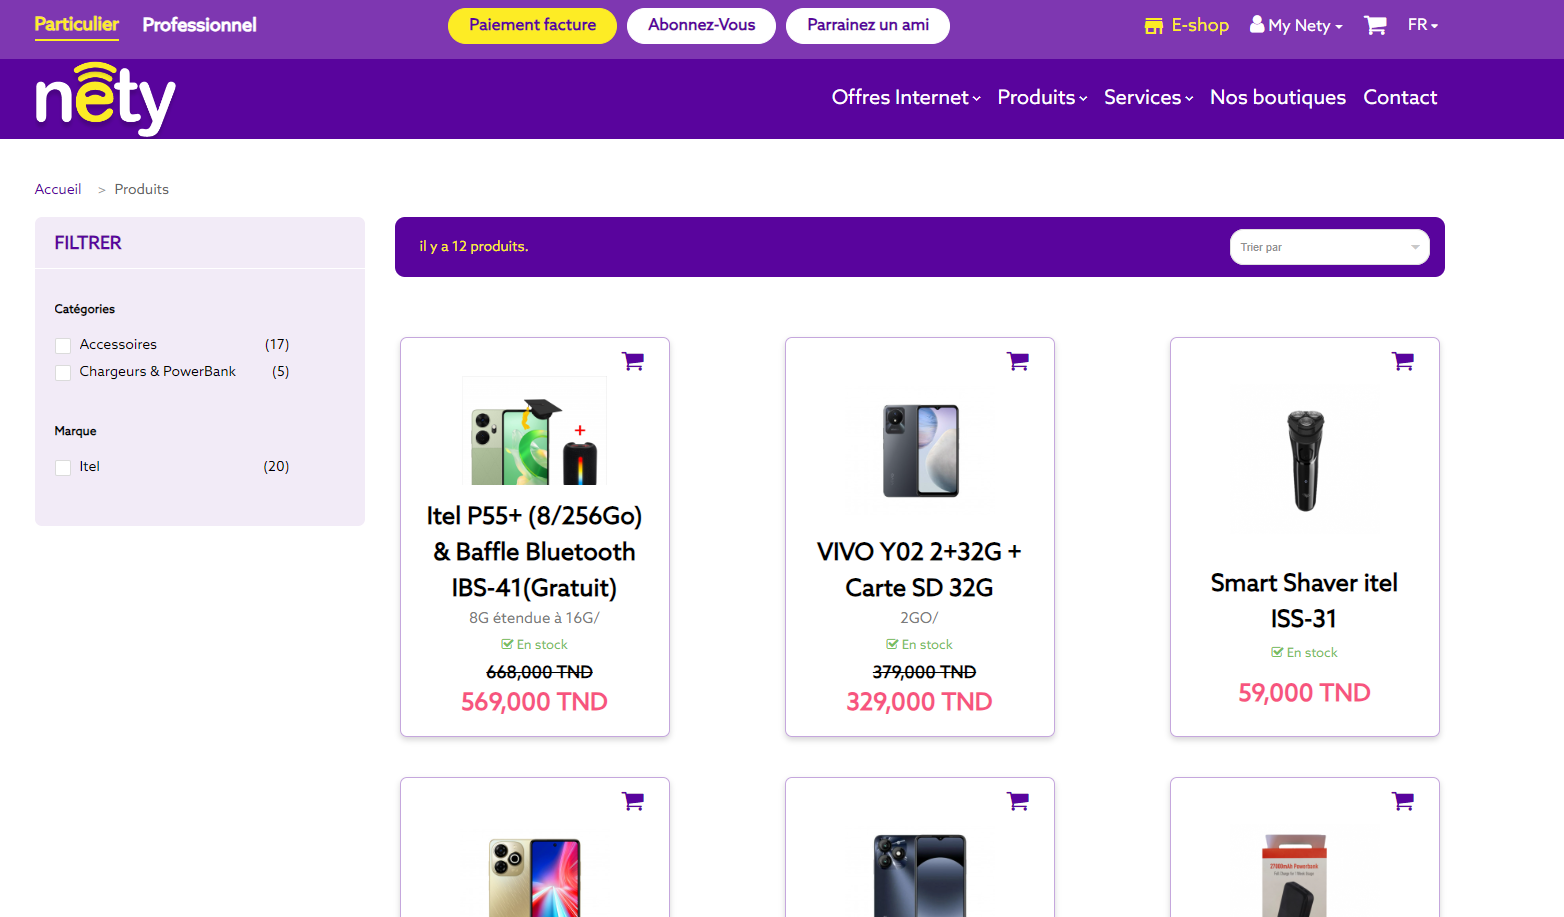 Particulier
Professionnel
Paiement facture
Abonnez-Vous
Parrainez un ami
E-shop
My Nety
FR
nety
Offres Internet
Produits
Services
Nos boutiques
Contact
Accueil > Produits
FILTRER
Catégories
Accessoires (17)
Chargeurs & PowerBank (5)
Marque
Itel (20)
il y a 12 produits.
Trier par
Itel P55+ (8/256Go)
& Baffle Bluetooth
IBS-41(Gratuit)
8G étendue à 16G/
En stock
668,000 TND
569,000 TND
VIVO Y02 2+32G +
Carte SD 32G
2GO/
En stock
379,000 TND
329,000 TND
Smart Shaver itel
ISS-31
En stock
59,000 TND